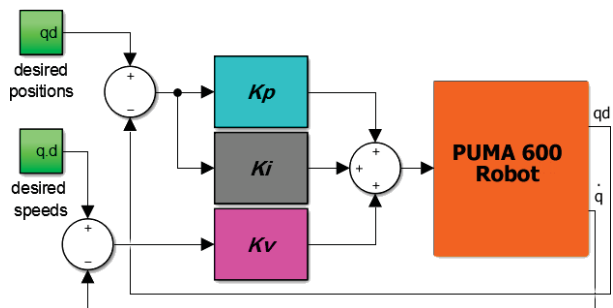 qd
desired
positions
q.d
desired
speeds
+
−
+
−
Kp
Ki
Kv
+
+
+
PUMA 600
Robot
qd
.
q